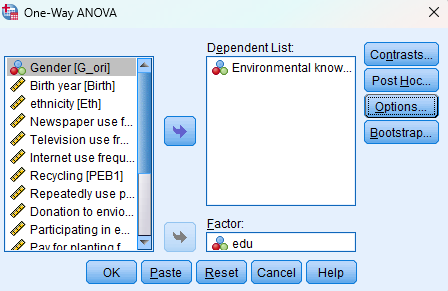 One-Way ANOVA
Dependent List:
Gender [G_ori]
Birth year [Birth]
ethnicity [Eth]
Newspaper use f...
Television use fr...
Internet use frequ...
Recycling [PEB1]
Repeatedly use p...
Donation to envio...
Participating in e...
Pay for planting f...
Environmental know...
Factor:
edu
Contrasts...
Post Hoc...
Options...
Bootstrap...
OK
Paste
Reset
Cancel
Help